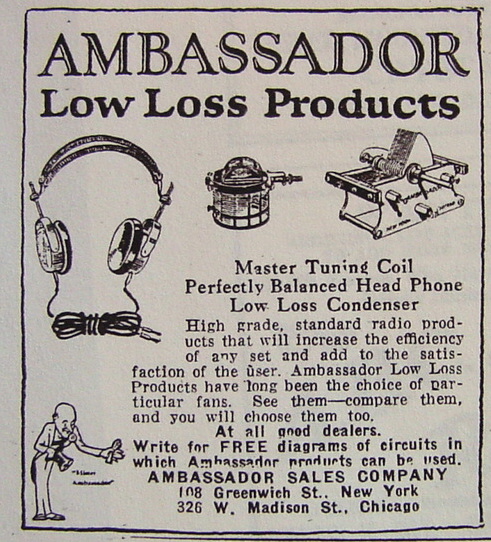 AMBASSADOR
Low Loss Products
Master Tuning Coil
Perfectly Balanced Head Phone
Low Loss Condenser
High grade, standard radio prod-
ucts that will increase the efficiency
of any set and add to the satis-
faction of the user. Ambassador Low Loss
Products have long been the choice of par-
ticular fans. See them—compare them,
and you will choose them too.
At all good dealers.
Write for FREE diagrams of circuits in
which Ambassador products can be used.
AMBASSADOR SALES COMPANY
108 Greenwich St., New York
326 W. Madison St., Chicago
Ambassador"